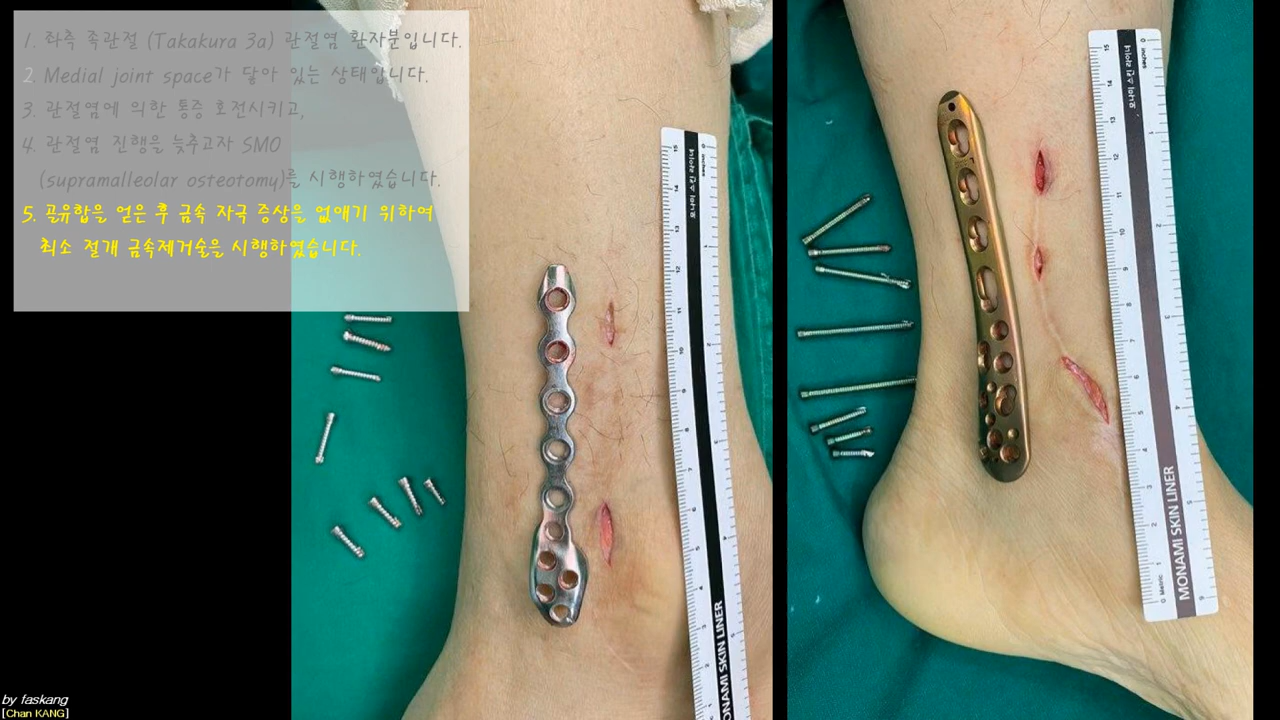 1. 좌측 족관절 (Takakura 3a) 관절염 환자분입니다.
2. Medial joint space가 닳아 있는 상태입니다.
3. 관절염에 의한 통증 호전시키고,
4. 관절염 진행을 늦추고자 SMO
(supramalleolar osteotomy)를 시행하였습니다.
5. 골유합을 얻은 후 금속 자극 증상을 없애기 위하여
최소 절개 금속제거술을 시행하였습니다.
모나미 스킨 라이너
MONAMI SKIN LINER
모나미 스킨 라이너
MONAMI SKIN LINER
by faskang
[Chan KANG]